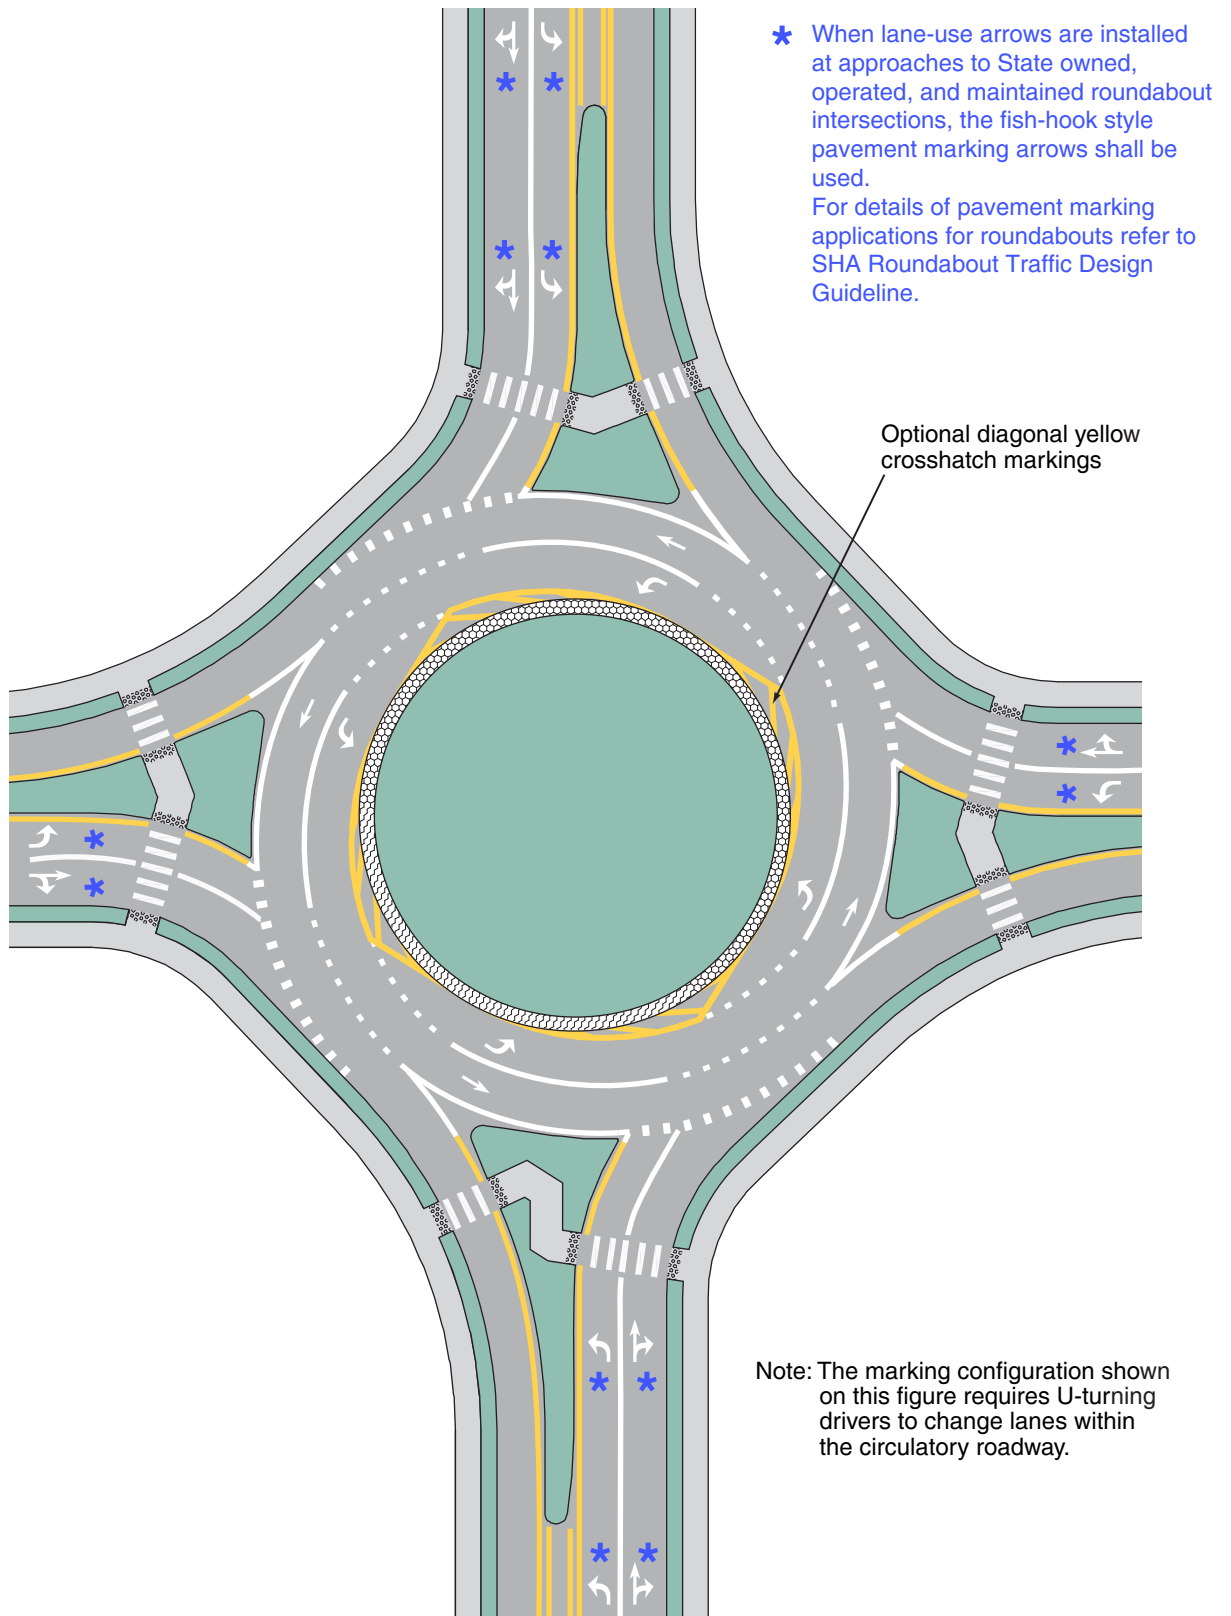 * When lane-use arrows are installed
at approaches to State owned,
operated, and maintained roundabout
intersections, the fish-hook style
pavement marking arrows shall be
used.
For details of pavement marking
applications for roundabouts refer to
SHA Roundabout Traffic Design
Guideline.
* *
* *
Optional diagonal yellow
crosshatch markings
*
*
*
*
Note: The marking configuration shown
on this figure requires U-turning
drivers to change lanes within
the circulatory roadway.
* *
* *